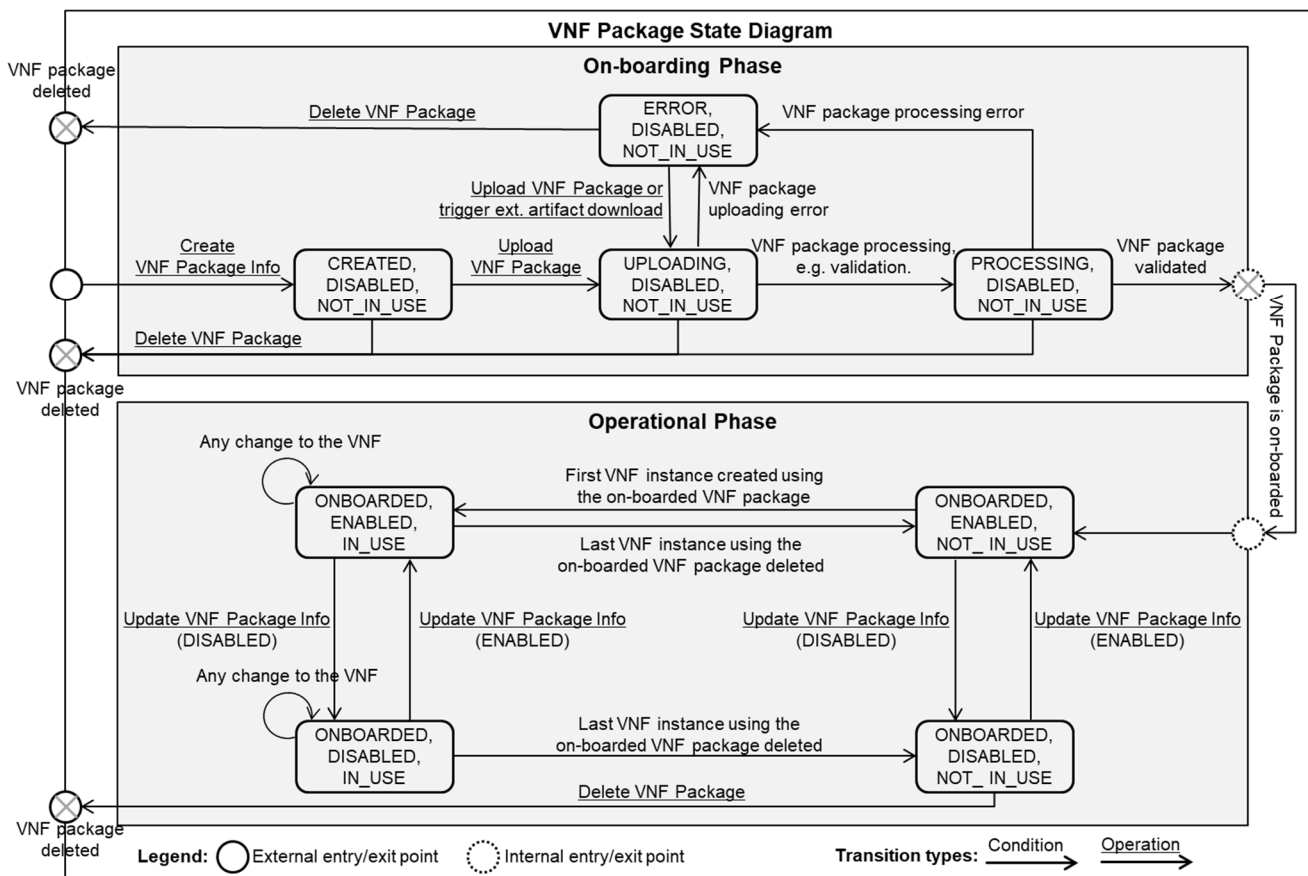 VNF Package State Diagram
On-boarding Phase
VNF package
deleted
Delete VNF Package
ERROR,
DISABLED,
NOT_IN_USE
VNF package processing error
Upload VNF Package or
trigger ext. artifact download
VNF package
uploading error
Create
VNF Package Info
CREATED,
DISABLED,
NOT_IN_USE
Upload
VNF Package
UPLOADING,
DISABLED,
NOT_IN_USE
VNF package processing,
e.g. validation.
PROCESSING,
DISABLED,
NOT_IN_USE
VNF package
validated
Delete VNF Package
VNF package
deleted
VNF Package is on-boarded
Operational Phase
Any change to the VNF
ONBOARDED,
ENABLED,
IN_USE
First VNF instance created using
the on-boarded VNF package
Last VNF instance using the
on-boarded VNF package deleted
ONBOARDED,
ENABLED,
NOT_ IN_USE
Update VNF Package Info
(DISABLED)
Update VNF Package Info
(ENABLED)
Update VNF Package Info
(DISABLED)
Update VNF Package Info
(ENABLED)
Any change to the VNF
ONBOARDED,
DISABLED,
IN_USE
Last VNF instance using the
on-boarded VNF package deleted
ONBOARDED,
DISABLED,
NOT_ IN_USE
Delete VNF Package
VNF package
deleted
Legend:
External entry/exit point
Internal entry/exit point
Transition types:
Condition
Operation